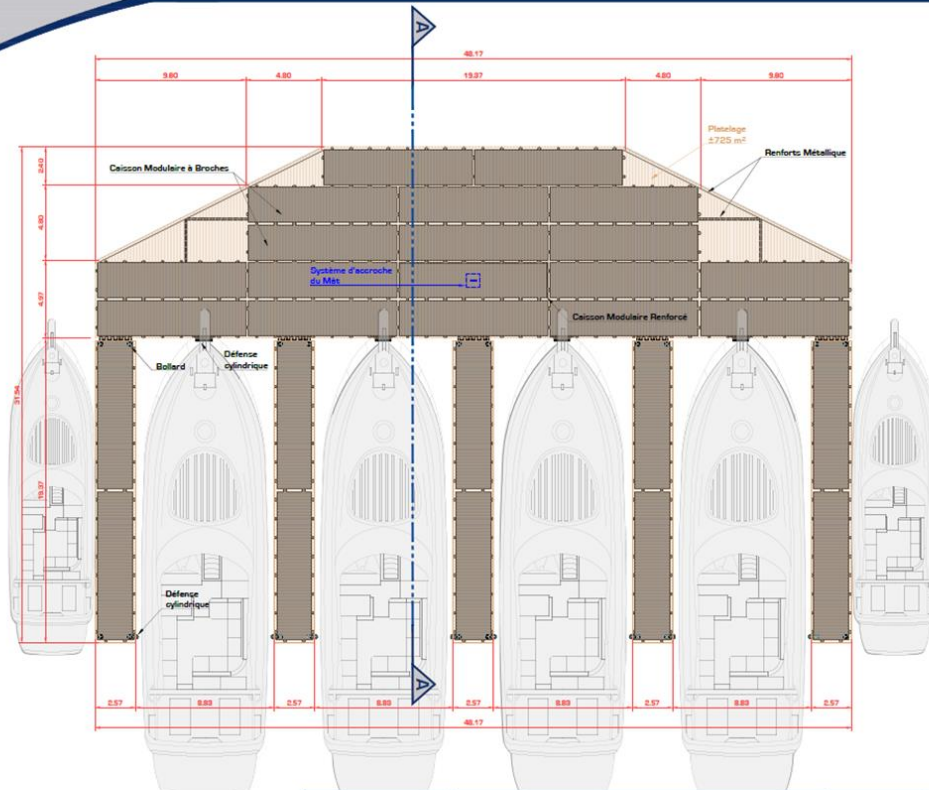 A
48.17
9.60
4.80
19.37
4.80
9.60
Platelage
±725 m²
Renforts Métallique
Caisson Modulaire à Broches
2.40
4.80
4.97
31.54
19.37
Système d'accroche
du Mât
Caisson Modulaire Renforcé
Bollard
Défense
cylindrique
Défense
cylindrique
A
2.57
8.83
2.57
8.83
2.57
8.83
2.57
8.83
2.57
48.17